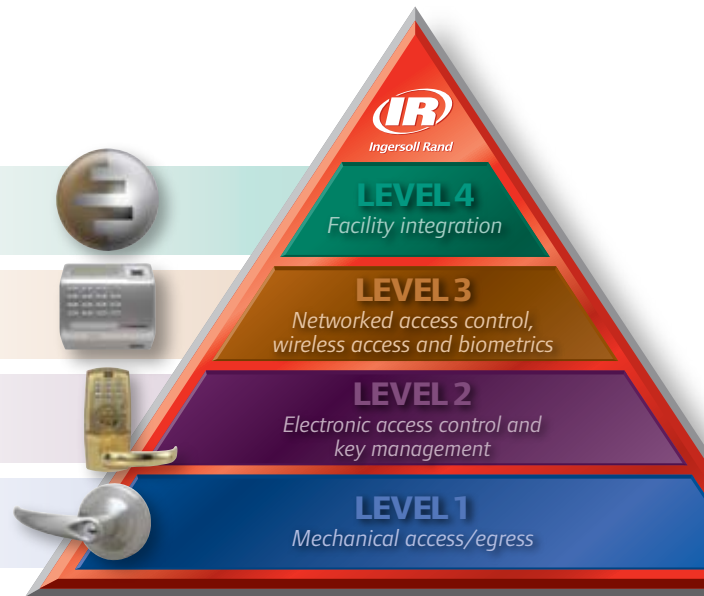 IR
Ingersoll Rand
LEVEL 4
Facility integration
LEVEL 3
Networked access control,
wireless access and biometrics
LEVEL 2
Electronic access control and
key management
LEVEL 1
Mechanical access/egress